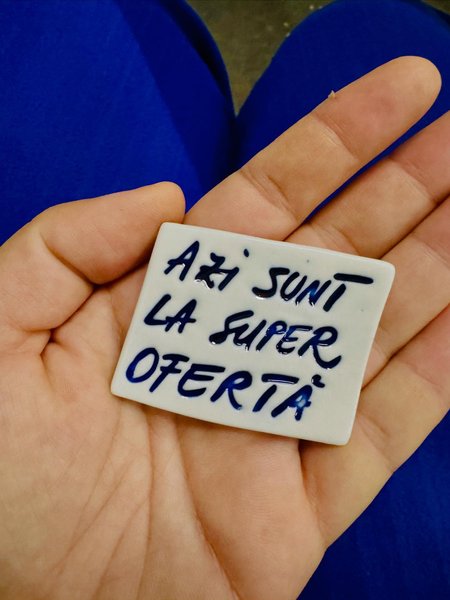 AZi SUNT
LA SUPER
OFERTĂ